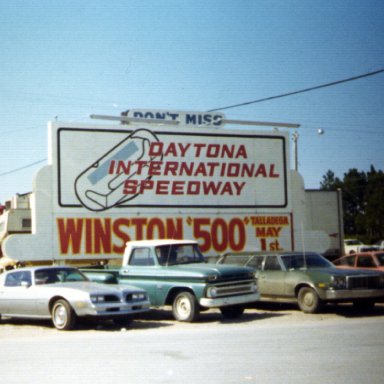 DON'T MISS
DAYTONA
INTERNATIONAL
SPEEDWAY
WINSTON "500"
TALLADEGA
MAY
1st